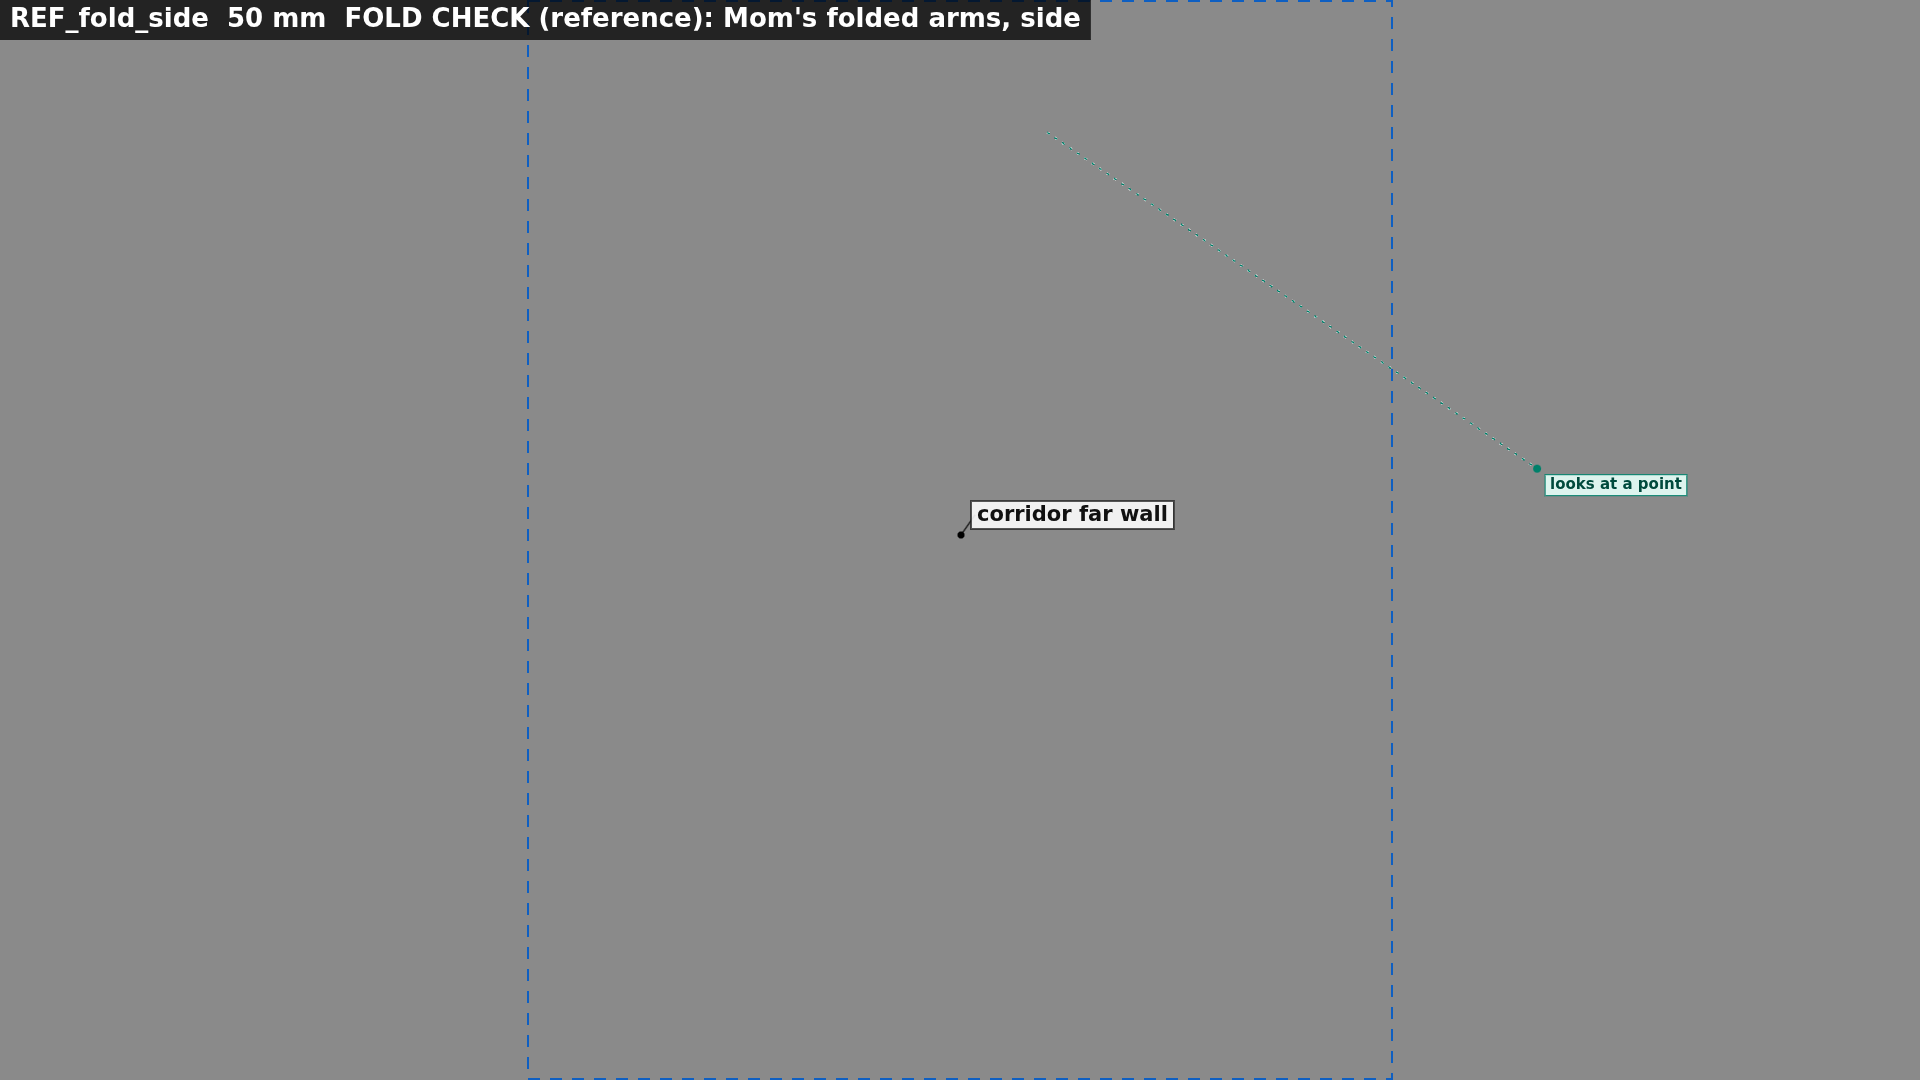 REF_fold_side  50 mm  FOLD CHECK (reference): Mom's folded arms, side
looks at a point
corridor far wall